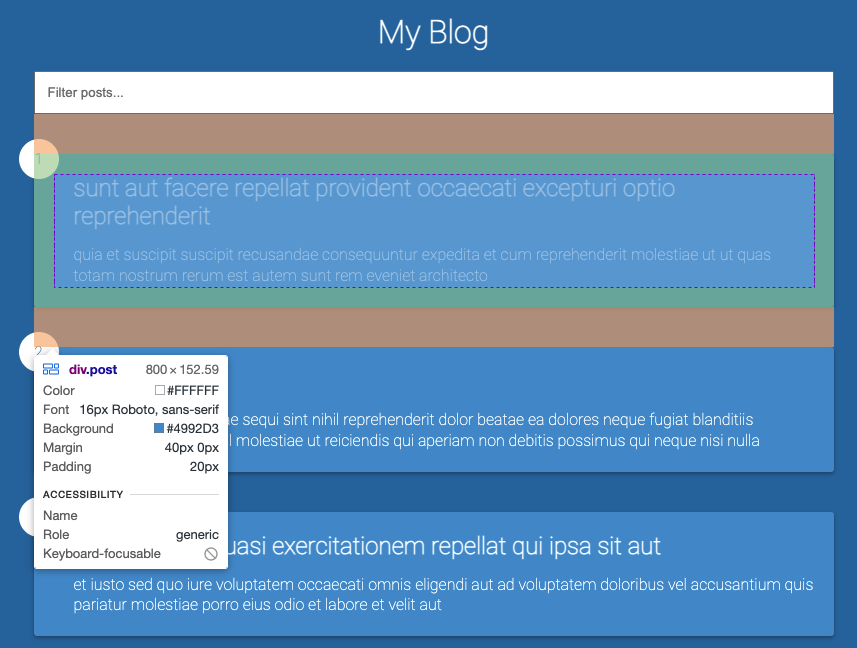 My Blog
Filter posts...
1
sunt aut facere repellat provident occaecati excepturi optio
reprehenderit
quia et suscipit suscipit recusandae consequuntur expedita et cum reprehenderit molestiae ut ut quas
totam nostrum rerum est autem sunt rem eveniet architecto
2
div.post 800 × 152.59
Color #FFFFFF
Font 16px Roboto, sans-serif
Background #4992D3
Margin 40px 0px
Padding 20px
ACCESSIBILITY
Name
Role generic
Keyboard-focusable
sequi sint nihil reprehenderit dolor beatae ea dolores neque fugiat blanditiis
molestiae ut reiciendis qui aperiam non debitis possimus qui neque nisi nulla
exercitationem repellat qui ipsa sit aut
et iusto sed quo iure voluptatem occaecati omnis eligendi aut ad voluptatem doloribus vel accusantium quis
pariatur molestiae porro eius odio et labore et velit aut